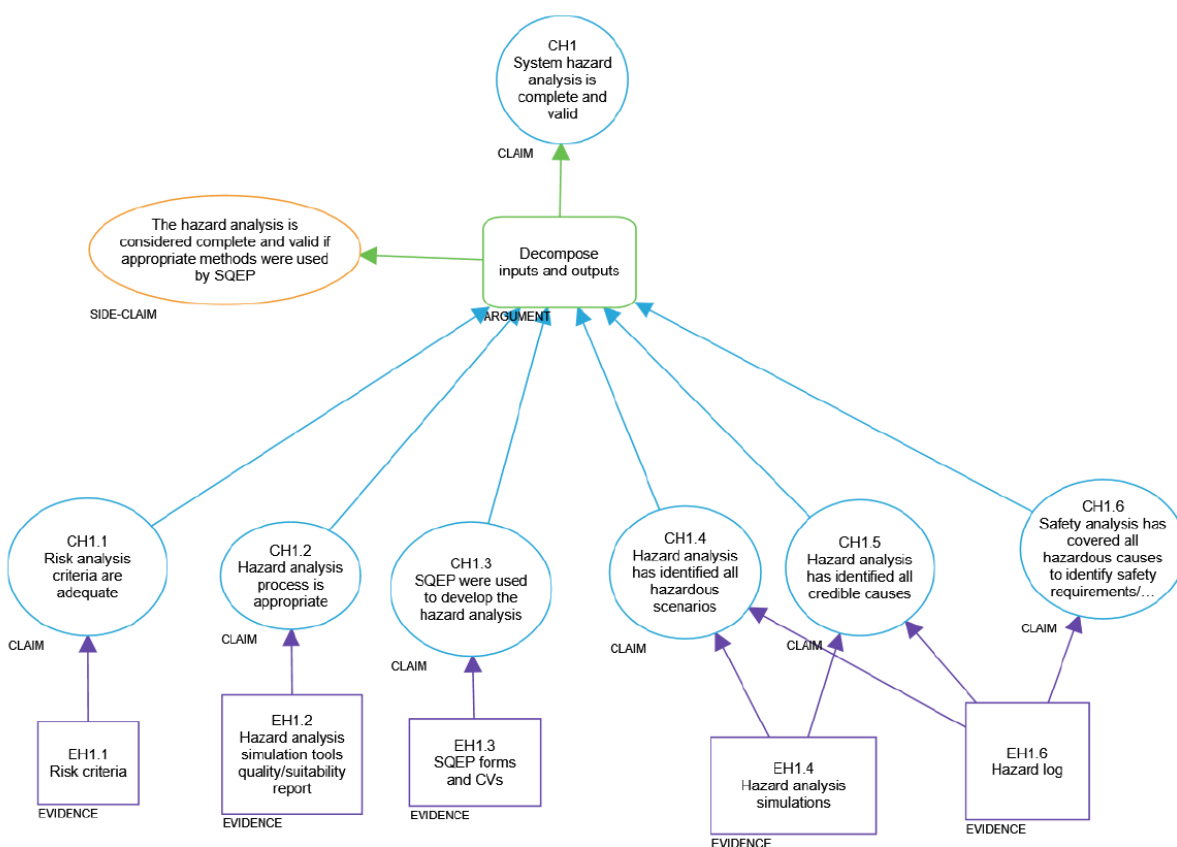 CH1
System hazard
analysis is
complete and
valid
CLAIM
The hazard analysis is
considered complete and valid if
appropriate methods were used
by SQEP
SIDE-CLAIM
Decompose
inputs and outputs
ARGUMENT
CH1.1
Risk analysis
criteria are
adequate
CLAIM
CH1.2
Hazard analysis
process is
appropriate
CLAIM
CH1.3
SQEP were used
to develop the
hazard analysis
CLAIM
CH1.4
Hazard analysis
has identified all
hazardous
scenarios
CLAIM
CH1.5
Hazard analysis
has identified all
credible causes
CLAIM
CH1.6
Safety analysis has
covered all
hazardous causes
to identify safety
requirements/...
CLAIM
EH1.1
Risk criteria
EVIDENCE
EH1.2
Hazard analysis
simulation tools
quality/suitability
report
EVIDENCE
EH1.3
SQEP forms
and CVs
EVIDENCE
EH1.4
Hazard analysis
simulations
EVIDENCE
EH1.6
Hazard log
EVIDENCE